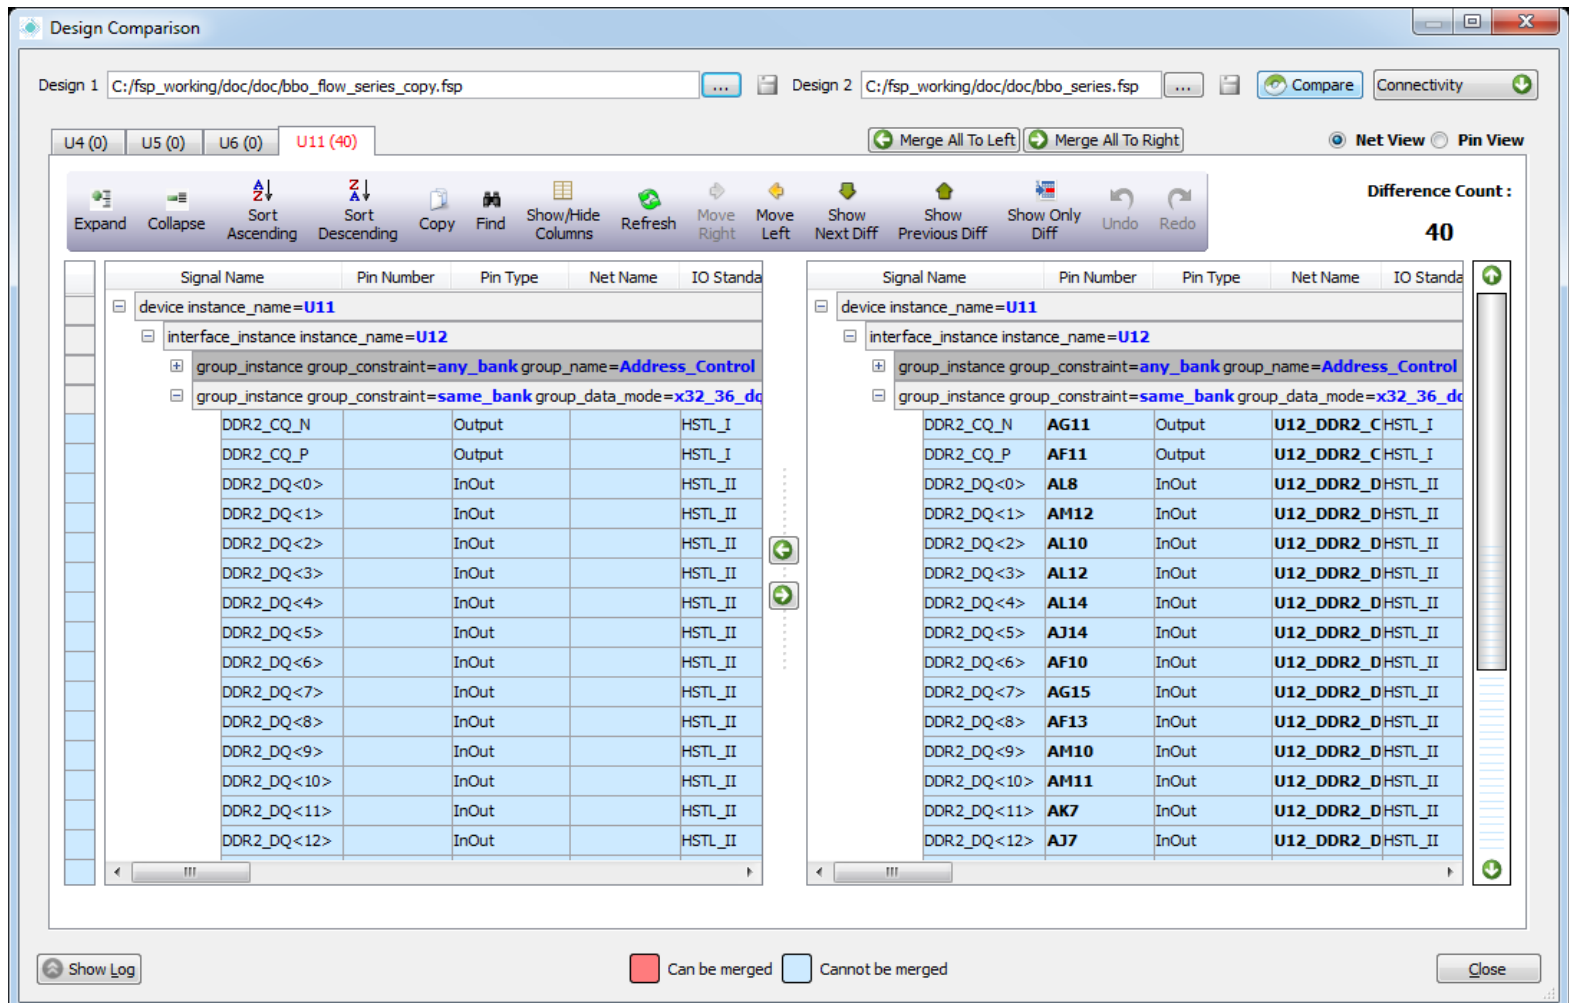 Design Comparison
Design 1 C:/fsp_working/doc/doc/bbo_flow_series_copy.fsp ... Design 2 C:/fsp_working/doc/doc/bbo_series.fsp ... Compare Connectivity
U4 (0) U5 (0) U6 (0) U11 (40) Merge All To Left Merge All To Right Net View Pin View
Expand Collapse Sort Ascending Sort Descending Copy Find Show/Hide Columns Refresh Move Right Move Left Show Next Diff Show Previous Diff Show Only Diff Undo Redo Difference Count :
40
Signal Name Pin Number Pin Type Net Name IO Standa Signal Name Pin Number Pin Type Net Name IO Standa
device instance_name=U11 device instance_name=U11
interface_instance instance_name=U12 interface_instance instance_name=U12
group_instance group_constraint=any_bank group_name=Address_Control group_instance group_constraint=any_bank group_name=Address_Control
group_instance group_constraint=same_bank group_data_mode=x32_36_dq group_instance group_constraint=same_bank group_data_mode=x32_36_dq
DDR2_CQ_N Output HSTL_I DDR2_CQ_N AG11 Output U12_DDR2_C HSTL_I
DDR2_CQ_P Output HSTL_I DDR2_CQ_P AF11 Output U12_DDR2_C HSTL_I
DDR2_DQ<0> InOut HSTL_II DDR2_DQ<0> AL8 InOut U12_DDR2_D HSTL_II
DDR2_DQ<1> InOut HSTL_II DDR2_DQ<1> AM12 InOut U12_DDR2_D HSTL_II
DDR2_DQ<2> InOut HSTL_II DDR2_DQ<2> AL10 InOut U12_DDR2_D HSTL_II
DDR2_DQ<3> InOut HSTL_II DDR2_DQ<3> AL12 InOut U12_DDR2_D HSTL_II
DDR2_DQ<4> InOut HSTL_II DDR2_DQ<4> AL14 InOut U12_DDR2_D HSTL_II
DDR2_DQ<5> InOut HSTL_II DDR2_DQ<5> AJ14 InOut U12_DDR2_D HSTL_II
DDR2_DQ<6> InOut HSTL_II DDR2_DQ<6> AF10 InOut U12_DDR2_D HSTL_II
DDR2_DQ<7> InOut HSTL_II DDR2_DQ<7> AG15 InOut U12_DDR2_D HSTL_II
DDR2_DQ<8> InOut HSTL_II DDR2_DQ<8> AF13 InOut U12_DDR2_D HSTL_II
DDR2_DQ<9> InOut HSTL_II DDR2_DQ<9> AM10 InOut U12_DDR2_D HSTL_II
DDR2_DQ<10> InOut HSTL_II DDR2_DQ<10> AM11 InOut U12_DDR2_D HSTL_II
DDR2_DQ<11> InOut HSTL_II DDR2_DQ<11> AK7 InOut U12_DDR2_D HSTL_II
DDR2_DQ<12> InOut HSTL_II DDR2_DQ<12> AJ7 InOut U12_DDR2_D HSTL_II
Show Log Can be merged Cannot be merged Close